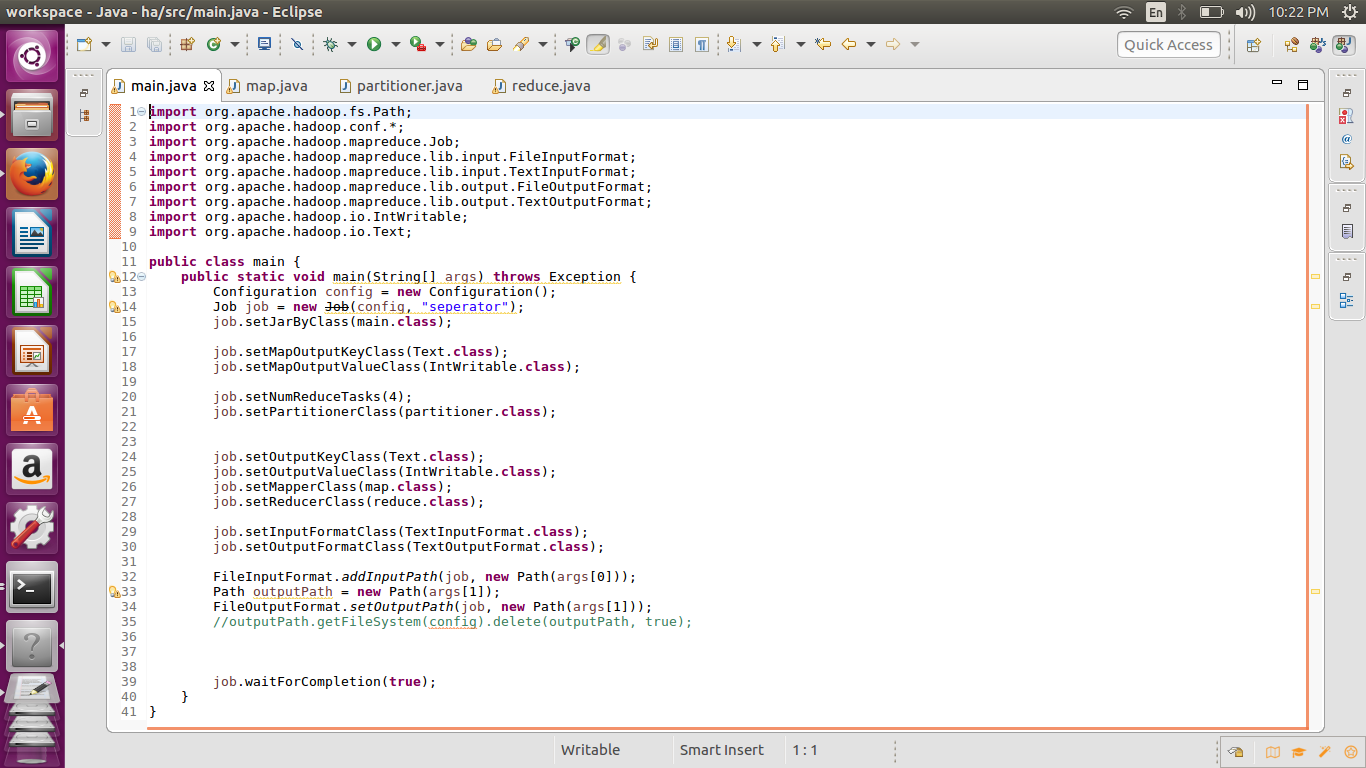 workspace - Java - ha/src/main.java - Eclipse
En
10:22 PM
Quick Access
main.java
map.java
partitioner.java
reduce.java
1 import org.apache.hadoop.fs.Path;
2 import org.apache.hadoop.conf.*;
3 import org.apache.hadoop.mapreduce.Job;
4 import org.apache.hadoop.mapreduce.lib.input.FileInputFormat;
5 import org.apache.hadoop.mapreduce.lib.input.TextInputFormat;
6 import org.apache.hadoop.mapreduce.lib.output.FileOutputFormat;
7 import org.apache.hadoop.mapreduce.lib.output.TextOutputFormat;
8 import org.apache.hadoop.io.IntWritable;
9 import org.apache.hadoop.io.Text;
10
11 public class main {
12     public static void main(String[] args) throws Exception {
13         Configuration config = new Configuration();
14         Job job = new Job(config, "seperator");
15         job.setJarByClass(main.class);
16
17         job.setMapOutputKeyClass(Text.class);
18         job.setMapOutputValueClass(IntWritable.class);
19
20         job.setNumReduceTasks(4);
21         job.setPartitionerClass(partitioner.class);
22
23
24         job.setOutputKeyClass(Text.class);
25         job.setOutputValueClass(IntWritable.class);
26         job.setMapperClass(map.class);
27         job.setReducerClass(reduce.class);
28
29         job.setInputFormatClass(TextInputFormat.class);
30         job.setOutputFormatClass(TextOutputFormat.class);
31
32         FileInputFormat.addInputPath(job, new Path(args[0]));
33         Path outputPath = new Path(args[1]);
34         FileOutputFormat.setOutputPath(job, new Path(args[1]));
35         //outputPath.getFileSystem(config).delete(outputPath, true);
36
37
38
39         job.waitForCompletion(true);
40     }
41 }
Writable
Smart Insert
1 : 1